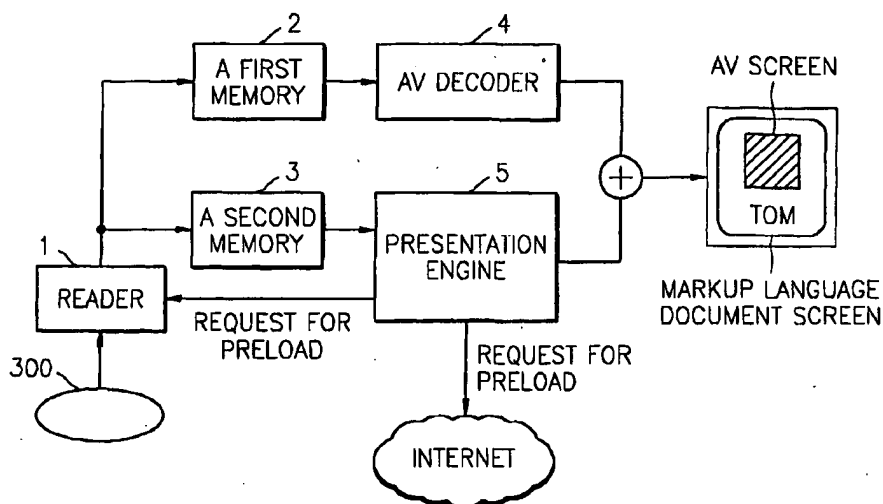 2
A FIRST
MEMORY
4
AV DECODER
AV SCREEN
TOM
MARKUP LANGUAGE
DOCUMENT SCREEN
3
A SECOND
MEMORY
5
PRESENTATION
ENGINE
1
READER
REQUEST FOR
PRELOAD
REQUEST FOR
PRELOAD
300
INTERNET